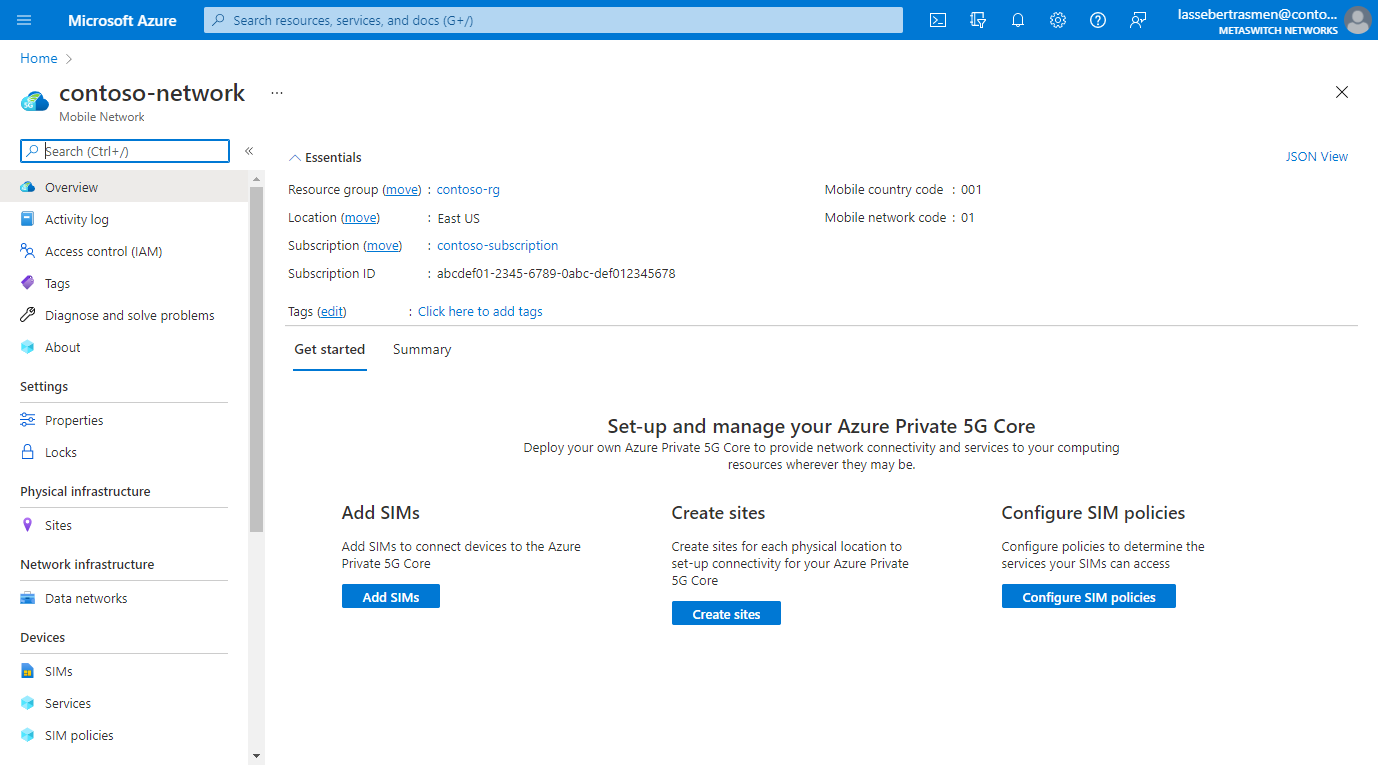 Microsoft Azure
Search resources, services, and docs (G+/)
lassebertrasmen@conto...
METASWITCH NETWORKS
Home
5G
contoso-network
...
Mobile Network
Search (Ctrl+/)
«
Overview
Activity log
Access control (IAM)
Tags
Diagnose and solve problems
About
Settings
Properties
Locks
Physical infrastructure
Sites
Network infrastructure
Data networks
Devices
SIMs
Services
SIM policies
Essentials
JSON View
Resource group (move) : contoso-rg
Location (move) : East US
Subscription (move) : contoso-subscription
Subscription ID : abcdef01-2345-6789-0abc-def012345678
Mobile country code : 001
Mobile network code : 01
Tags (edit) : Click here to add tags
Get started Summary
Set-up and manage your Azure Private 5G Core
Deploy your own Azure Private 5G Core to provide network connectivity and services to your computing
resources wherever they may be.
Add SIMs
Add SIMs to connect devices to the Azure
Private 5G Core
Add SIMs
Create sites
Create sites for each physical location to
set-up connectivity for your Azure Private
5G Core
Create sites
Configure SIM policies
Configure policies to determine the
services your SIMs can access
Configure SIM policies